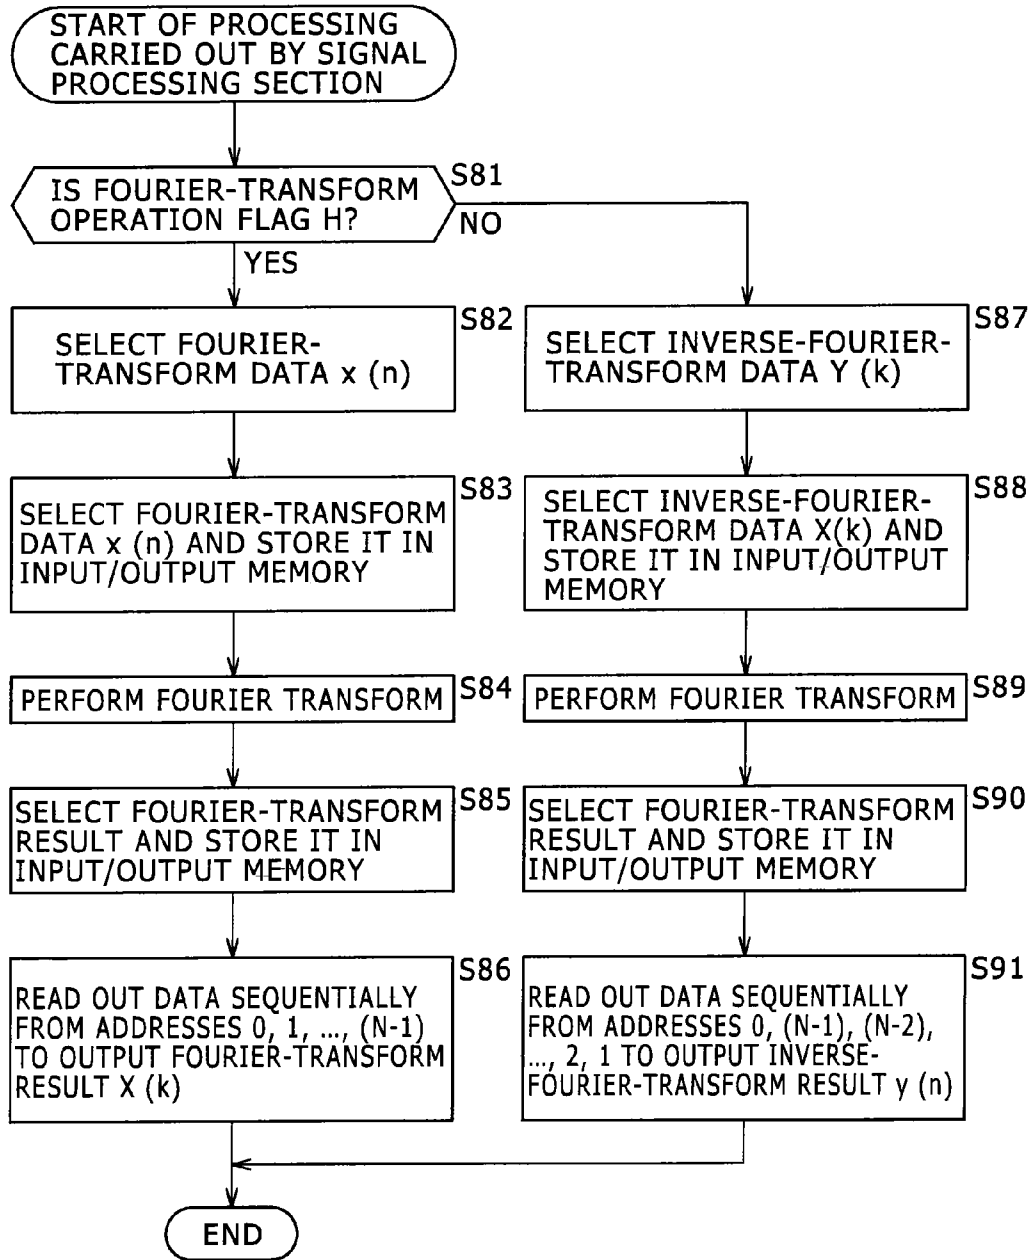 START OF PROCESSING
CARRIED OUT BY SIGNAL
PROCESSING SECTION
IS FOURIER-TRANSFORM
OPERATION FLAG H?
S81
NO
YES
S82
SELECT FOURIER-
TRANSFORM DATA x (n)
S83
SELECT FOURIER-TRANSFORM
DATA x (n) AND STORE IT IN
INPUT/OUTPUT MEMORY
S84
PERFORM FOURIER TRANSFORM
S85
SELECT FOURIER-TRANSFORM
RESULT AND STORE IT IN
INPUT/OUTPUT MEMORY
S86
READ OUT DATA SEQUENTIALLY
FROM ADDRESSES 0, 1, ..., (N-1)
TO OUTPUT FOURIER-TRANSFORM
RESULT X (k)
S87
SELECT INVERSE-FOURIER-
TRANSFORM DATA Y (k)
S88
SELECT INVERSE-FOURIER-
TRANSFORM DATA X(k) AND
STORE IT IN INPUT/OUTPUT
MEMORY
S89
PERFORM FOURIER TRANSFORM
S90
SELECT FOURIER-TRANSFORM
RESULT AND STORE IT IN
INPUT/OUTPUT MEMORY
S91
READ OUT DATA SEQUENTIALLY
FROM ADDRESSES 0, (N-1), (N-2),
..., 2, 1 TO OUTPUT INVERSE-
FOURIER-TRANSFORM RESULT y (n)
END